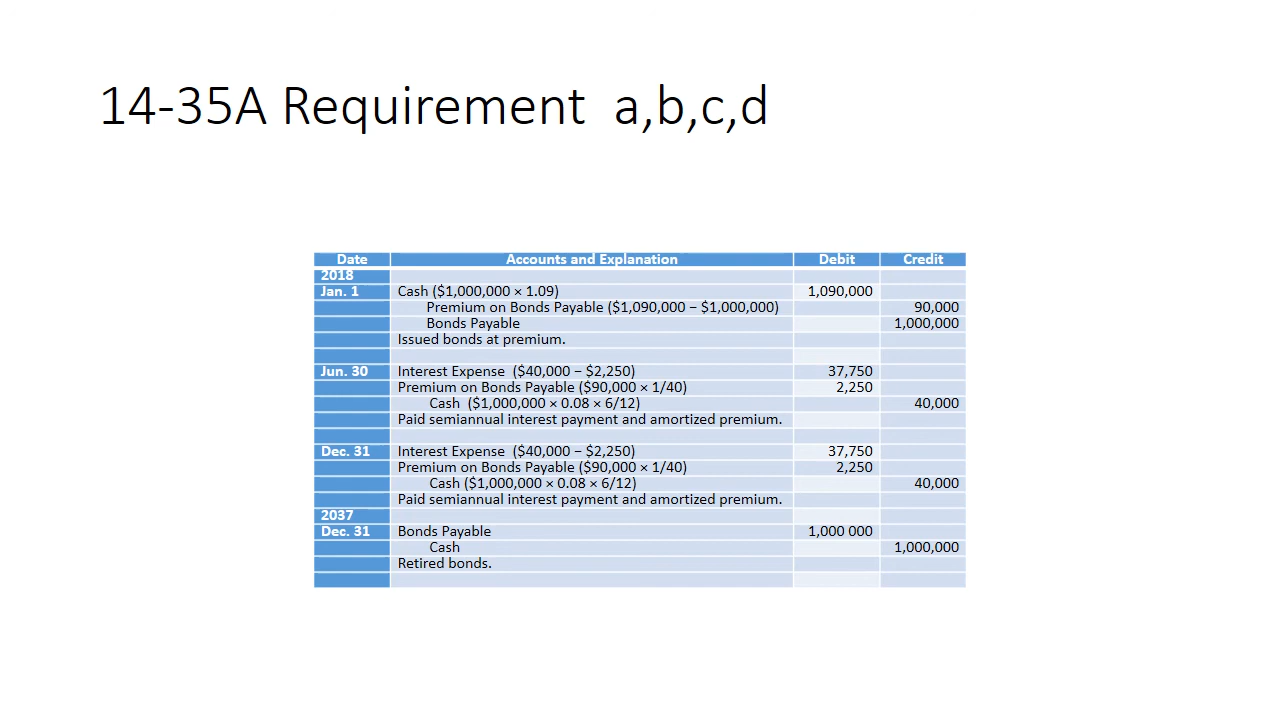 14-35A Requirement  a,b,c,d
Date Accounts and Explanation Debit Credit
2018
Jan. 1 Cash ($1,000,000 × 1.09) 1,090,000
Premium on Bonds Payable ($1,090,000 − $1,000,000) 90,000
Bonds Payable 1,000,000
Issued bonds at premium.
Jun. 30 Interest Expense  ($40,000 − $2,250) 37,750
Premium on Bonds Payable ($90,000 × 1/40) 2,250
Cash  ($1,000,000 × 0.08 × 6/12) 40,000
Paid semiannual interest payment and amortized premium.
Dec. 31 Interest Expense  ($40,000 − $2,250) 37,750
Premium on Bonds Payable ($90,000 × 1/40) 2,250
Cash ($1,000,000 × 0.08 × 6/12) 40,000
Paid semiannual interest payment and amortized premium.
2037
Dec. 31 Bonds Payable 1,000 000
Cash 1,000,000
Retired bonds.